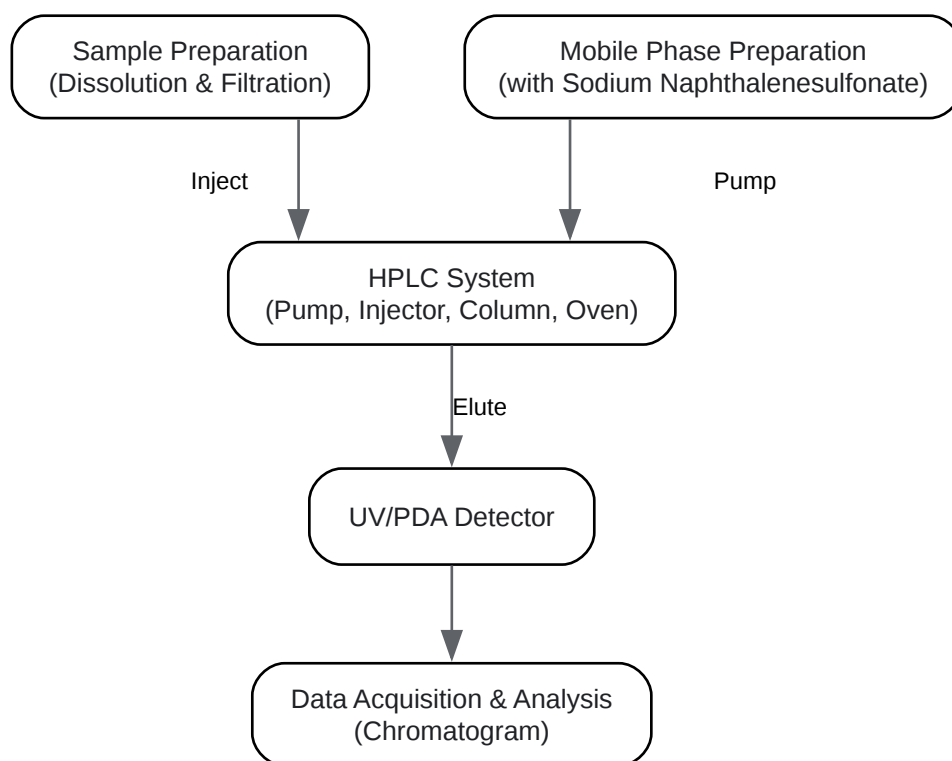 Sample Preparation
(Dissolution & Filtration)
Mobile Phase Preparation
(with Sodium Naphthalenesulfonate)
Inject
Pump
HPLC System
(Pump, Injector, Column, Oven)
Elute
UV/PDA Detector
Data Acquisition & Analysis
(Chromatogram)